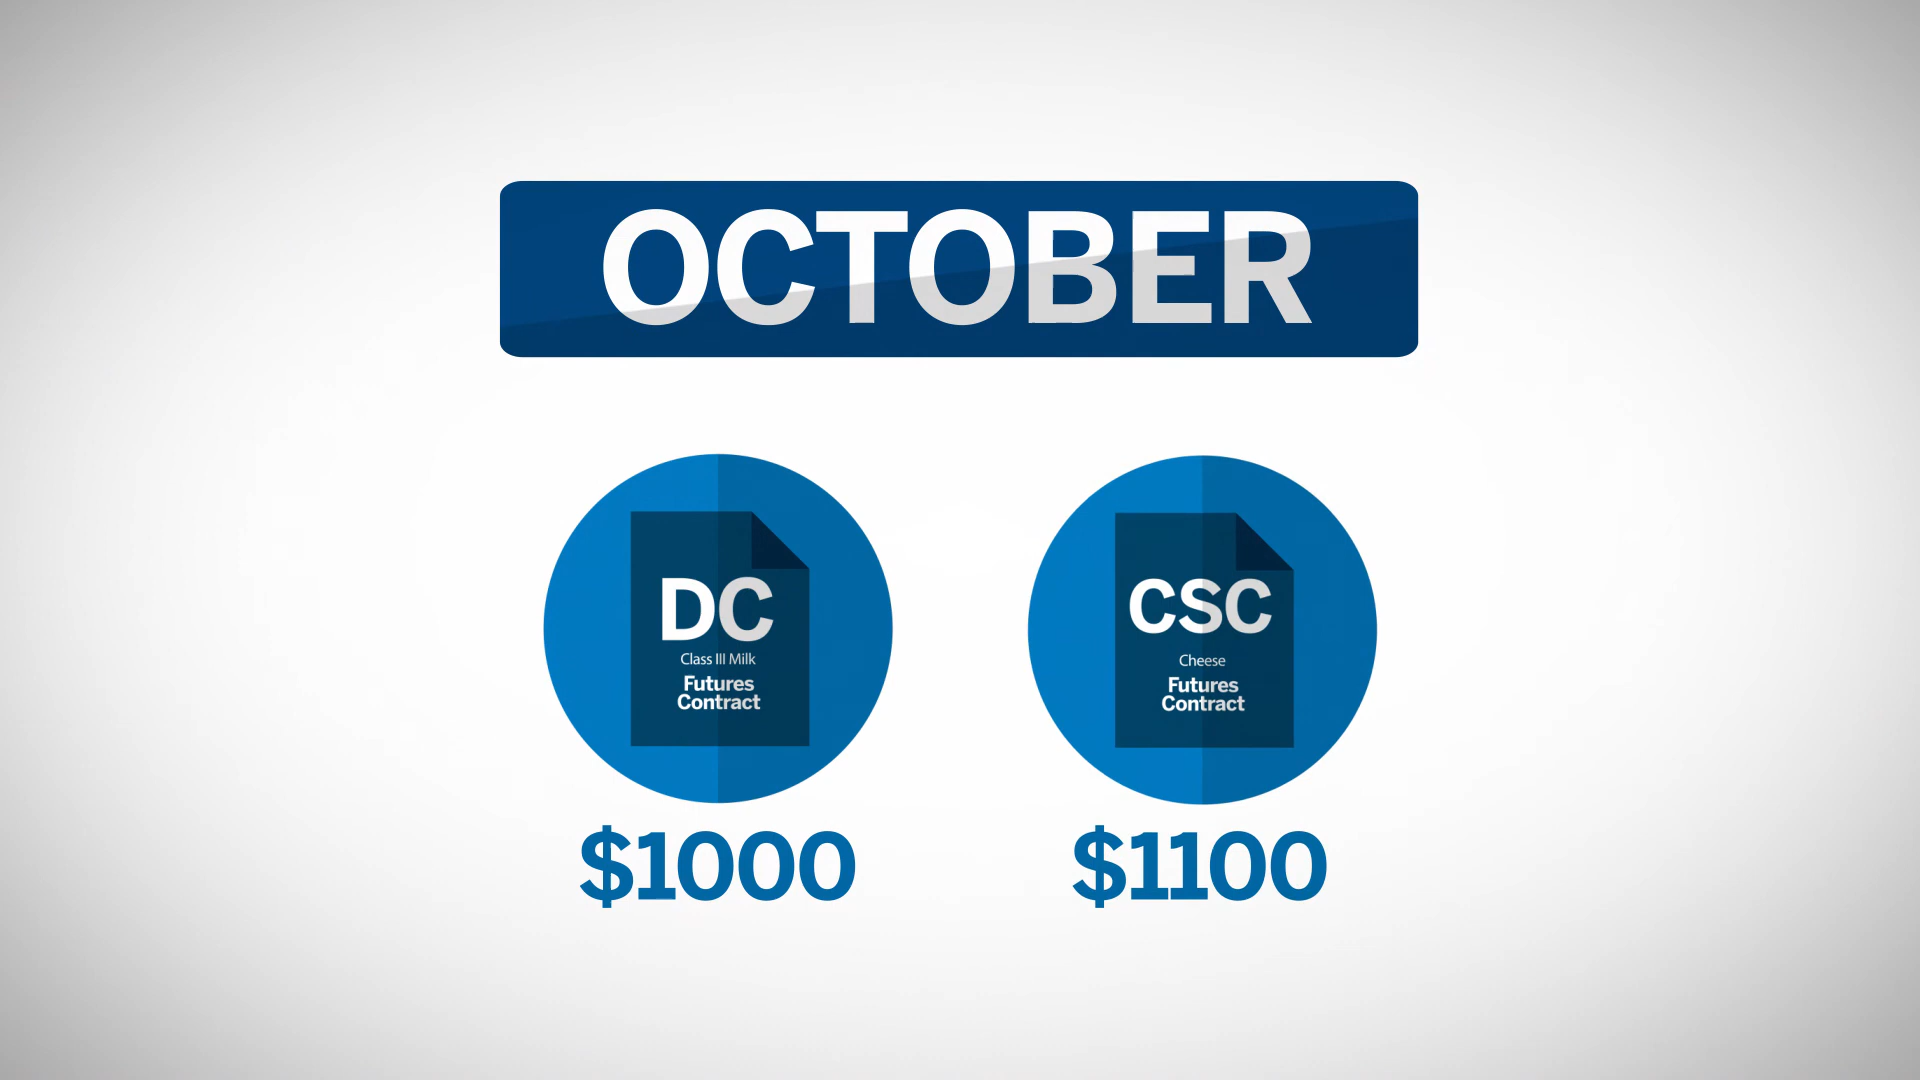 OCTOBER
DC
Class III Milk
Futures
Contract
$1000
CSC
Cheese
Futures
Contract
$1100